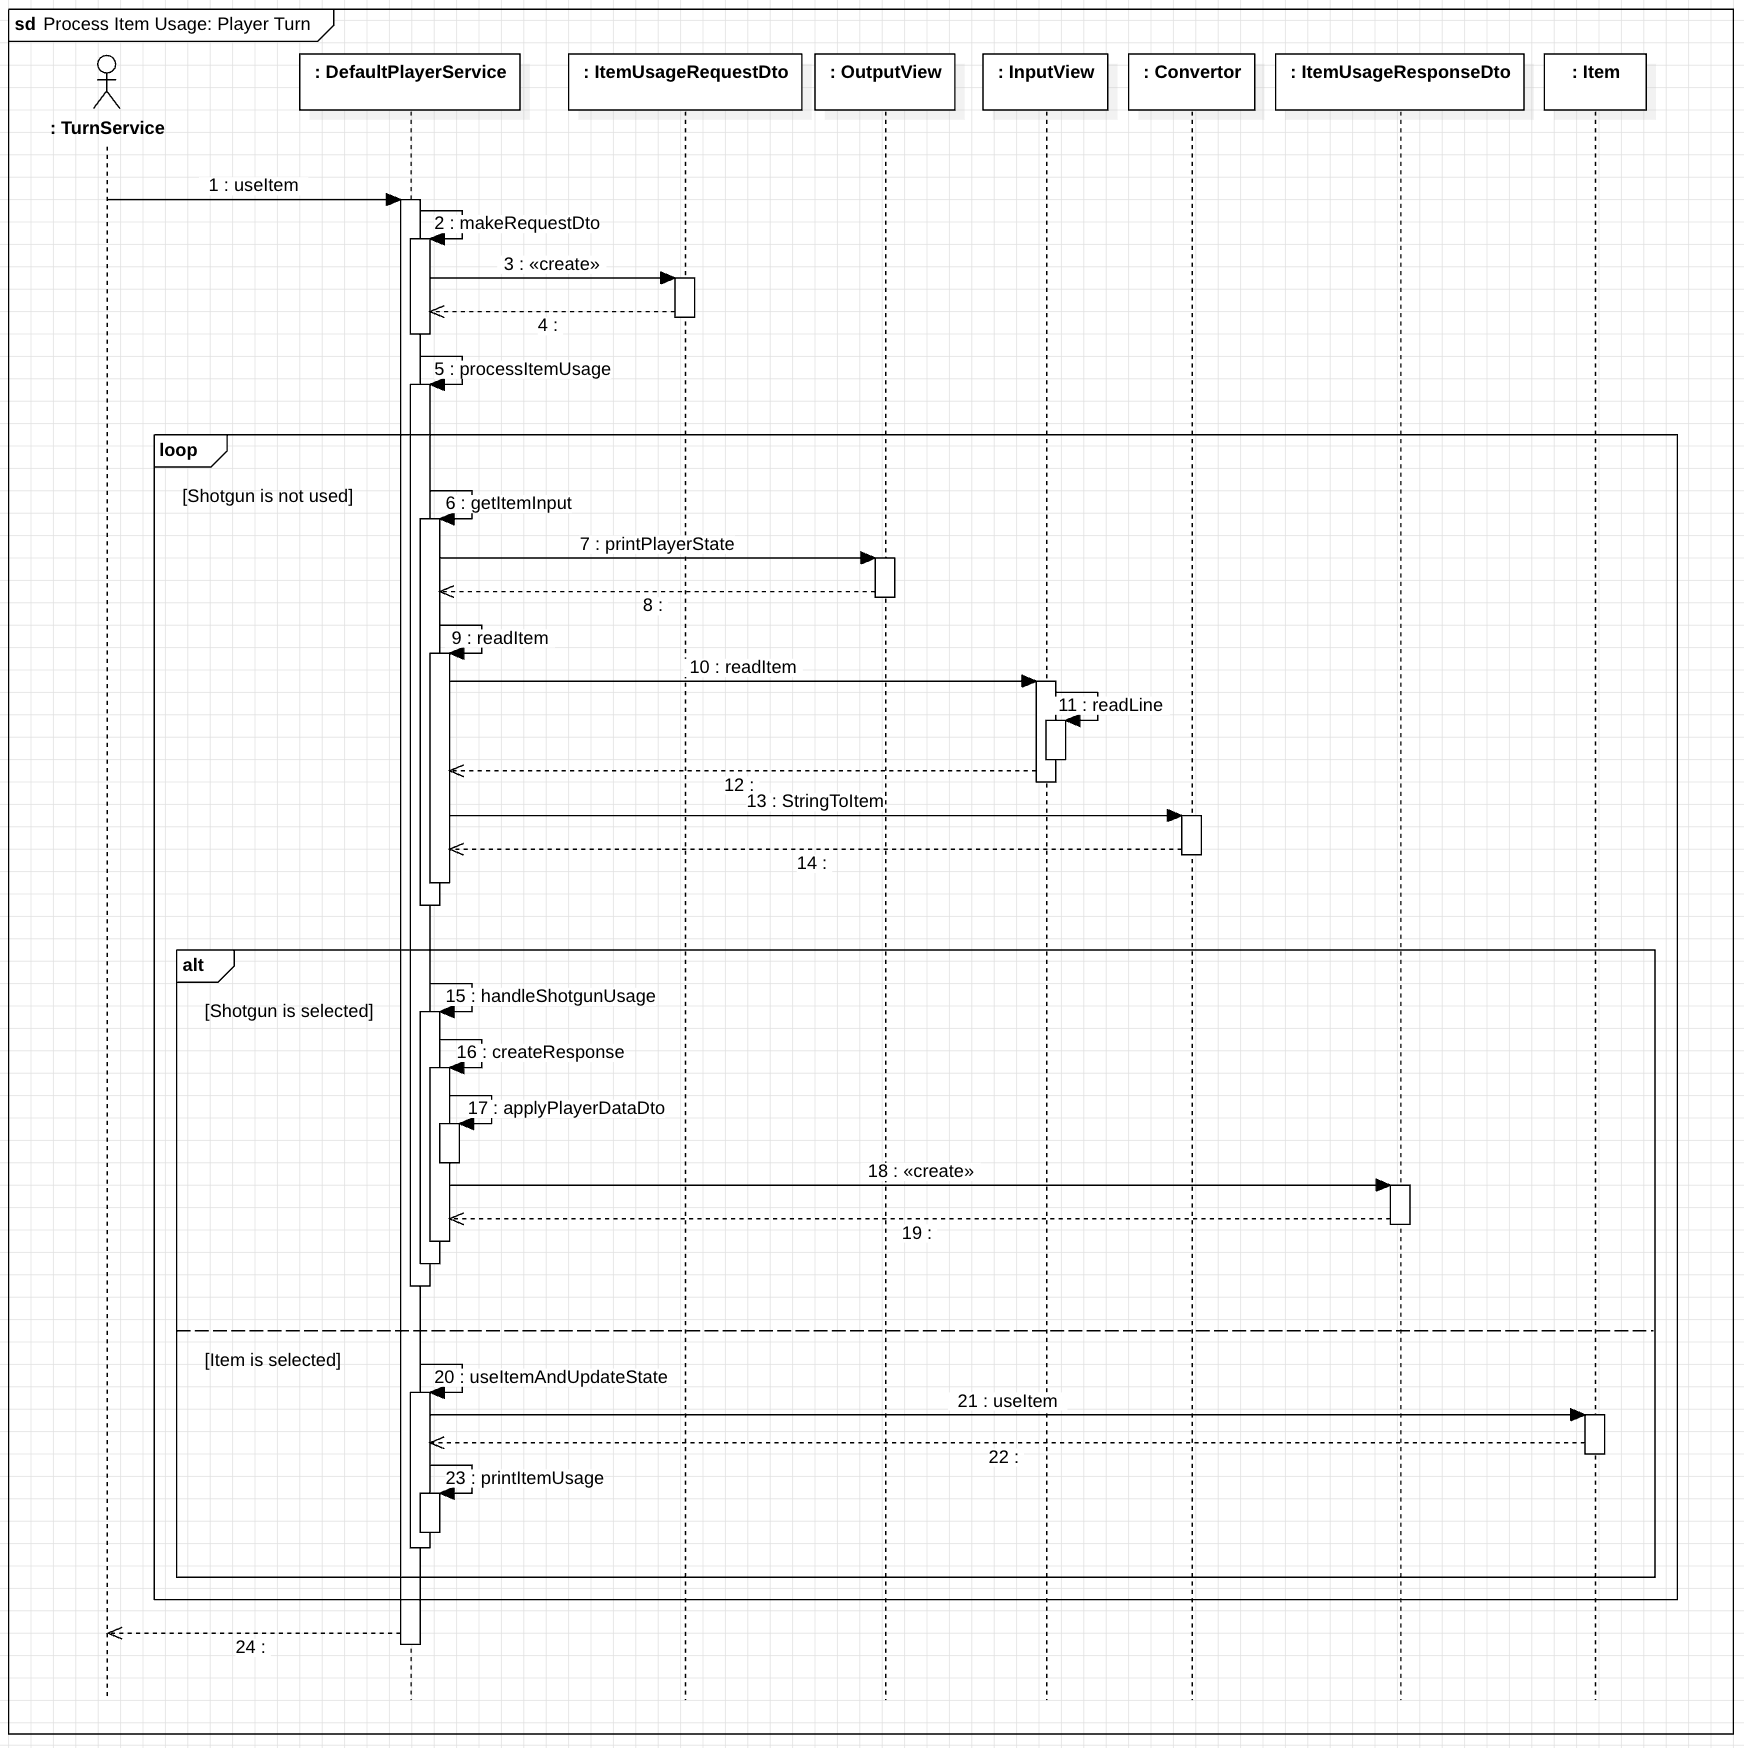 sd Process Item Usage: Player Turn
: TurnService
: DefaultPlayerService
: ItemUsageRequestDto
: OutputView
: InputView
: Convertor
: ItemUsageResponseDto
: Item
1 : useItem
2 : makeRequestDto
3 : «create»
4 :
5 : processItemUsage
loop
[Shotgun is not used]
6 : getItemInput
7 : printPlayerState
8 :
9 : readItem
10 : readItem
11 : readLine
12 :
13 : StringToItem
14 :
alt
[Shotgun is selected]
15 : handleShotgunUsage
16 : createResponse
17 : applyPlayerDataDto
18 : «create»
19 :
[Item is selected]
20 : useItemAndUpdateState
21 : useItem
22 :
23 : printItemUsage
24 :